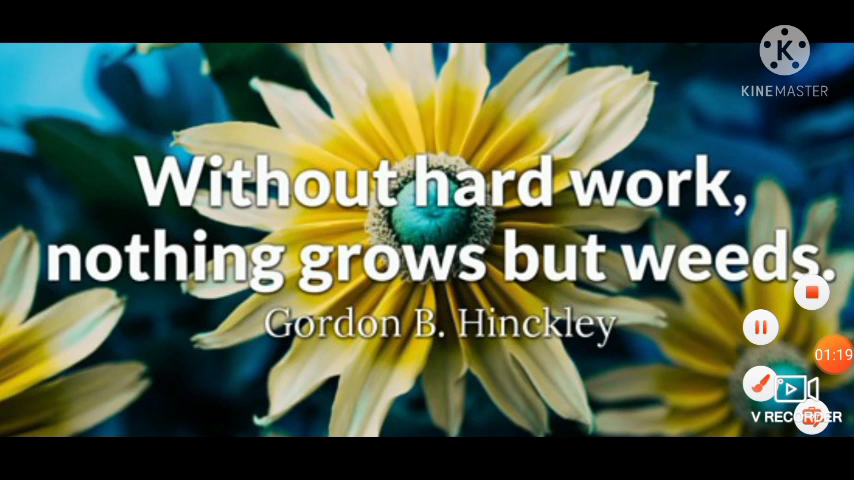 KINEMASTER
Without hard work,
nothing grows but weeds.
Gordon B. Hinckley
01:19
V RECORDER